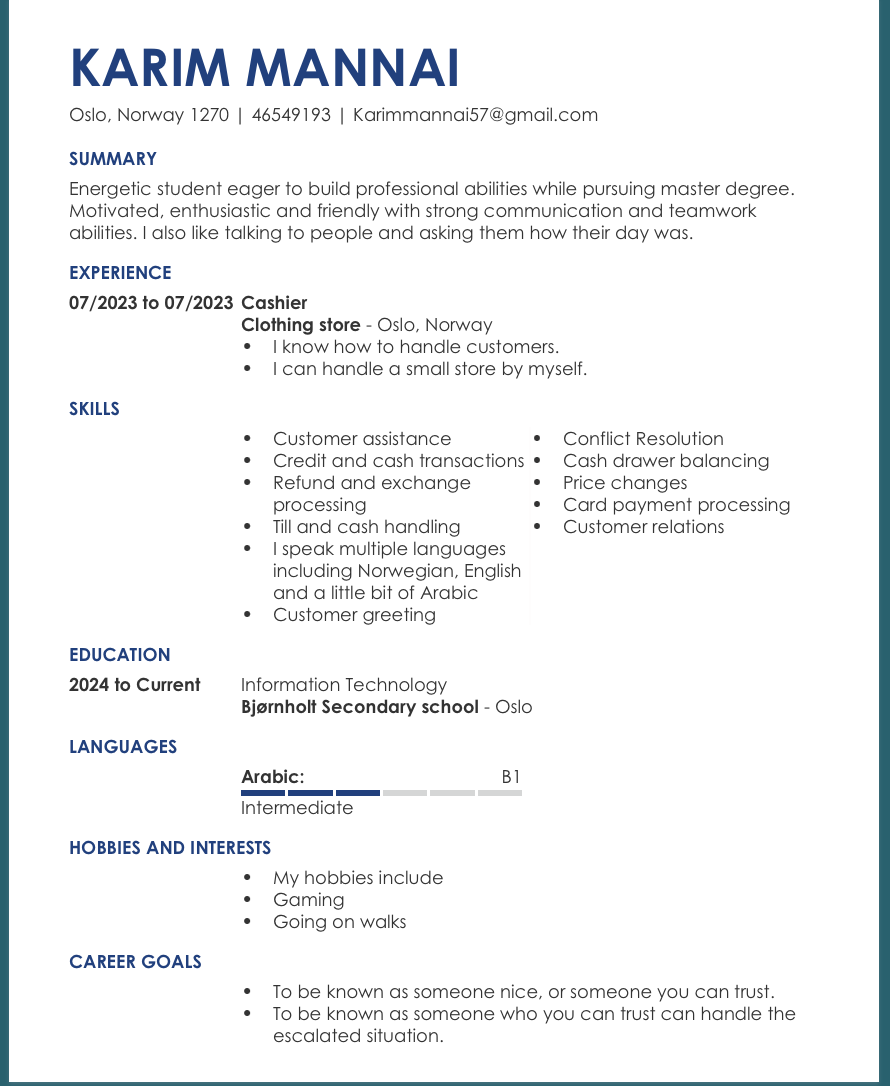 KARIM MANNAI
Oslo, Norway 1270 | 46549193 | Karimmannai57@gmail.com
SUMMARY
Energetic student eager to build professional abilities while pursuing master degree.
Motivated, enthusiastic and friendly with strong communication and teamwork
abilities. I also like talking to people and asking them how their day was.
EXPERIENCE
07/2023 to 07/2023 Cashier
Clothing store - Oslo, Norway
• I know how to handle customers.
• I can handle a small store by myself.
SKILLS
• Customer assistance
• Credit and cash transactions
• Refund and exchange
processing
• Till and cash handling
• I speak multiple languages
including Norwegian, English
and a little bit of Arabic
• Customer greeting
• Conflict Resolution
• Cash drawer balancing
• Price changes
• Card payment processing
• Customer relations
EDUCATION
2024 to Current Information Technology
Bjørnholt Secondary school - Oslo
LANGUAGES
Arabic: B1
Intermediate
HOBBIES AND INTERESTS
• My hobbies include
• Gaming
• Going on walks
CAREER GOALS
• To be known as someone nice, or someone you can trust.
• To be known as someone who you can trust can handle the
escalated situation.